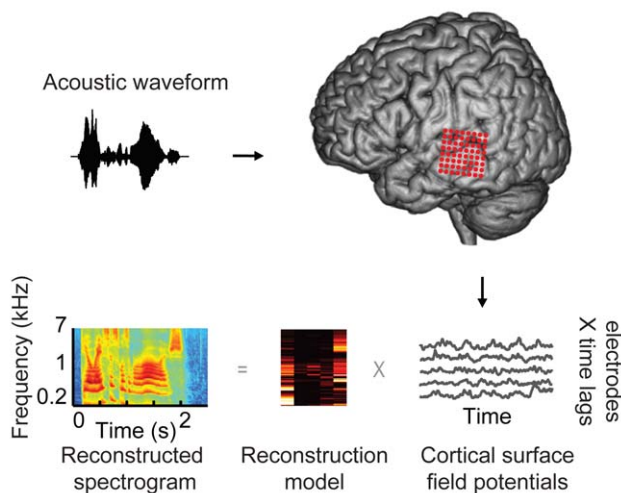 Acoustic waveform
Frequency (kHz)
7
1
0.2
0
Time (s)
2
=
X
Time
electrodes
X time lags
Reconstructed
spectrogram
Reconstruction
model
Cortical surface
field potentials